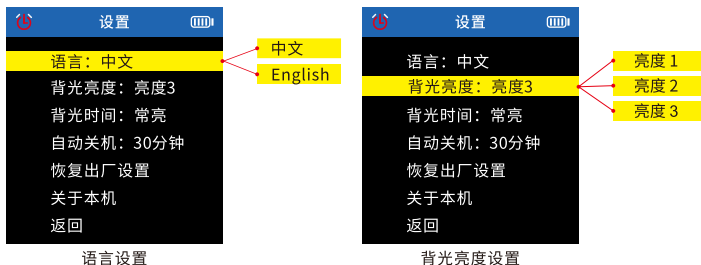 设置
语言：中文
背光亮度：亮度3
背光时间：常亮
自动关机：30分钟
恢复出厂设置
关于本机
返回
中文
English
语言设置
设置
语言：中文
背光亮度：亮度3
背光时间：常亮
自动关机：30分钟
恢复出厂设置
关于本机
返回
亮度 1
亮度 2
亮度 3
背光亮度设置